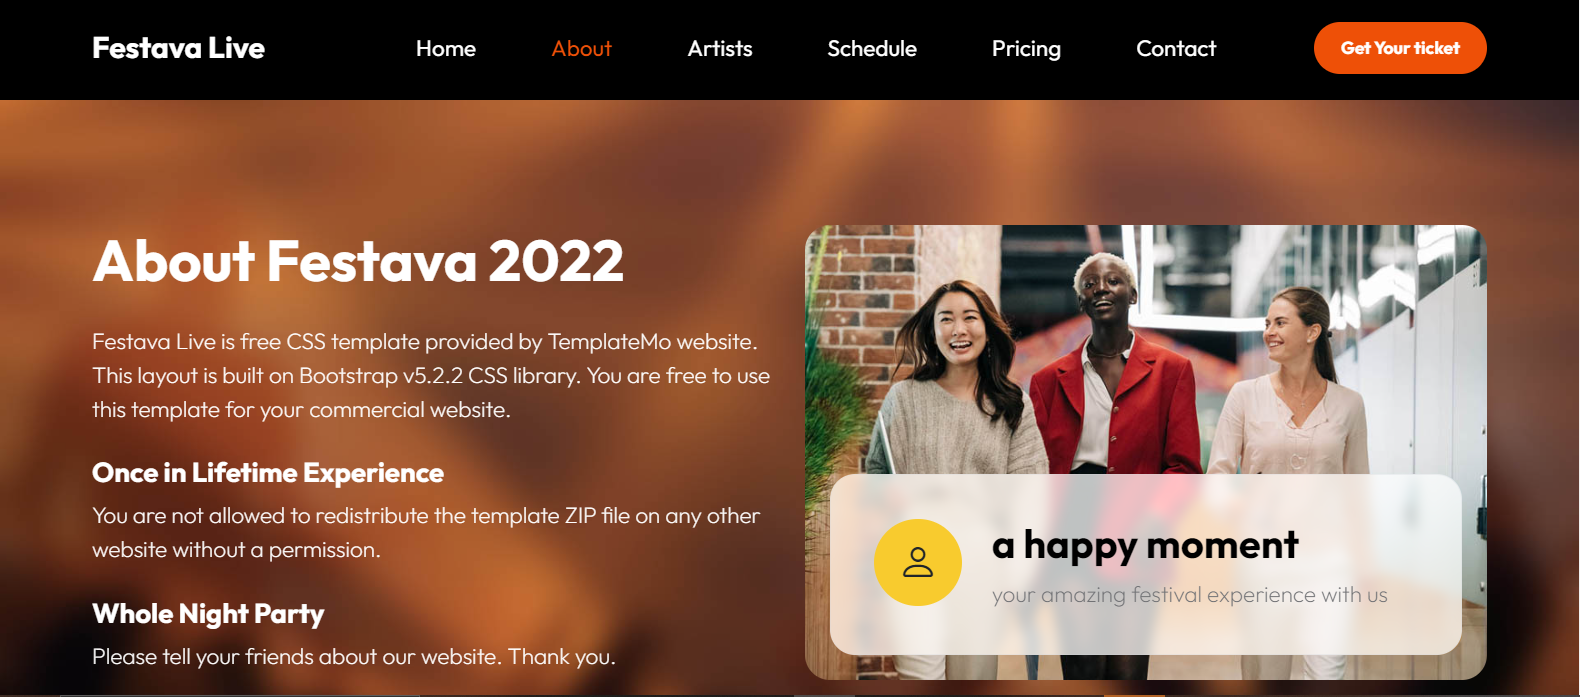 Festava Live
Home
About
Artists
Schedule
Pricing
Contact
Get Your ticket
About Festava 2022
Festava Live is free CSS template provided by TemplateMo website.
This layout is built on Bootstrap v5.2.2 CSS library. You are free to use
this template for your commercial website.
Once in Lifetime Experience
You are not allowed to redistribute the template ZIP file on any other
website without a permission.
Whole Night Party
Please tell your friends about our website. Thank you.
a happy moment
your amazing festival experience with us